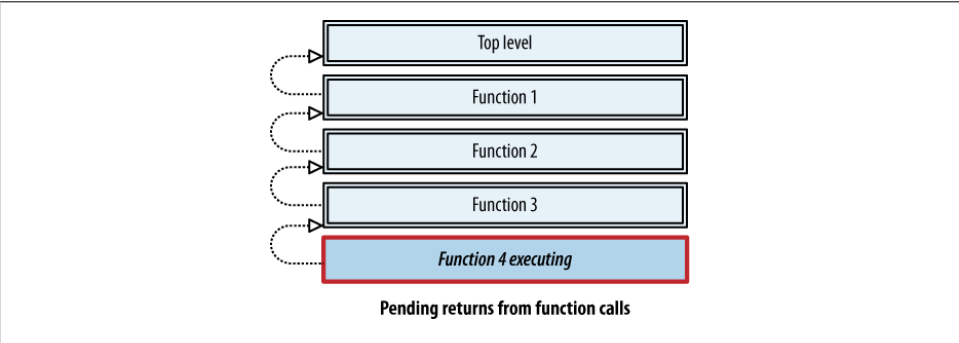 Top level
Function 1
Function 2
Function 3
Function 4 executing
Pending returns from function calls